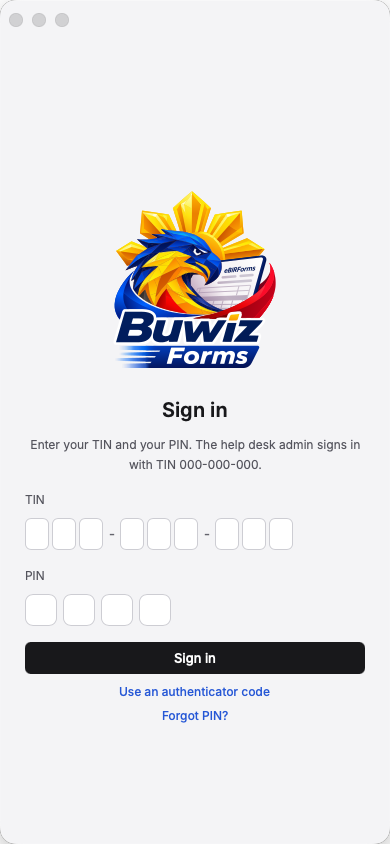 eBIRForms
Buwiz
Forms
Sign in
Enter your TIN and your PIN. The help desk admin signs in
with TIN 000-000-000.
TIN
- -
PIN
Sign in
Use an authenticator code
Forgot PIN?